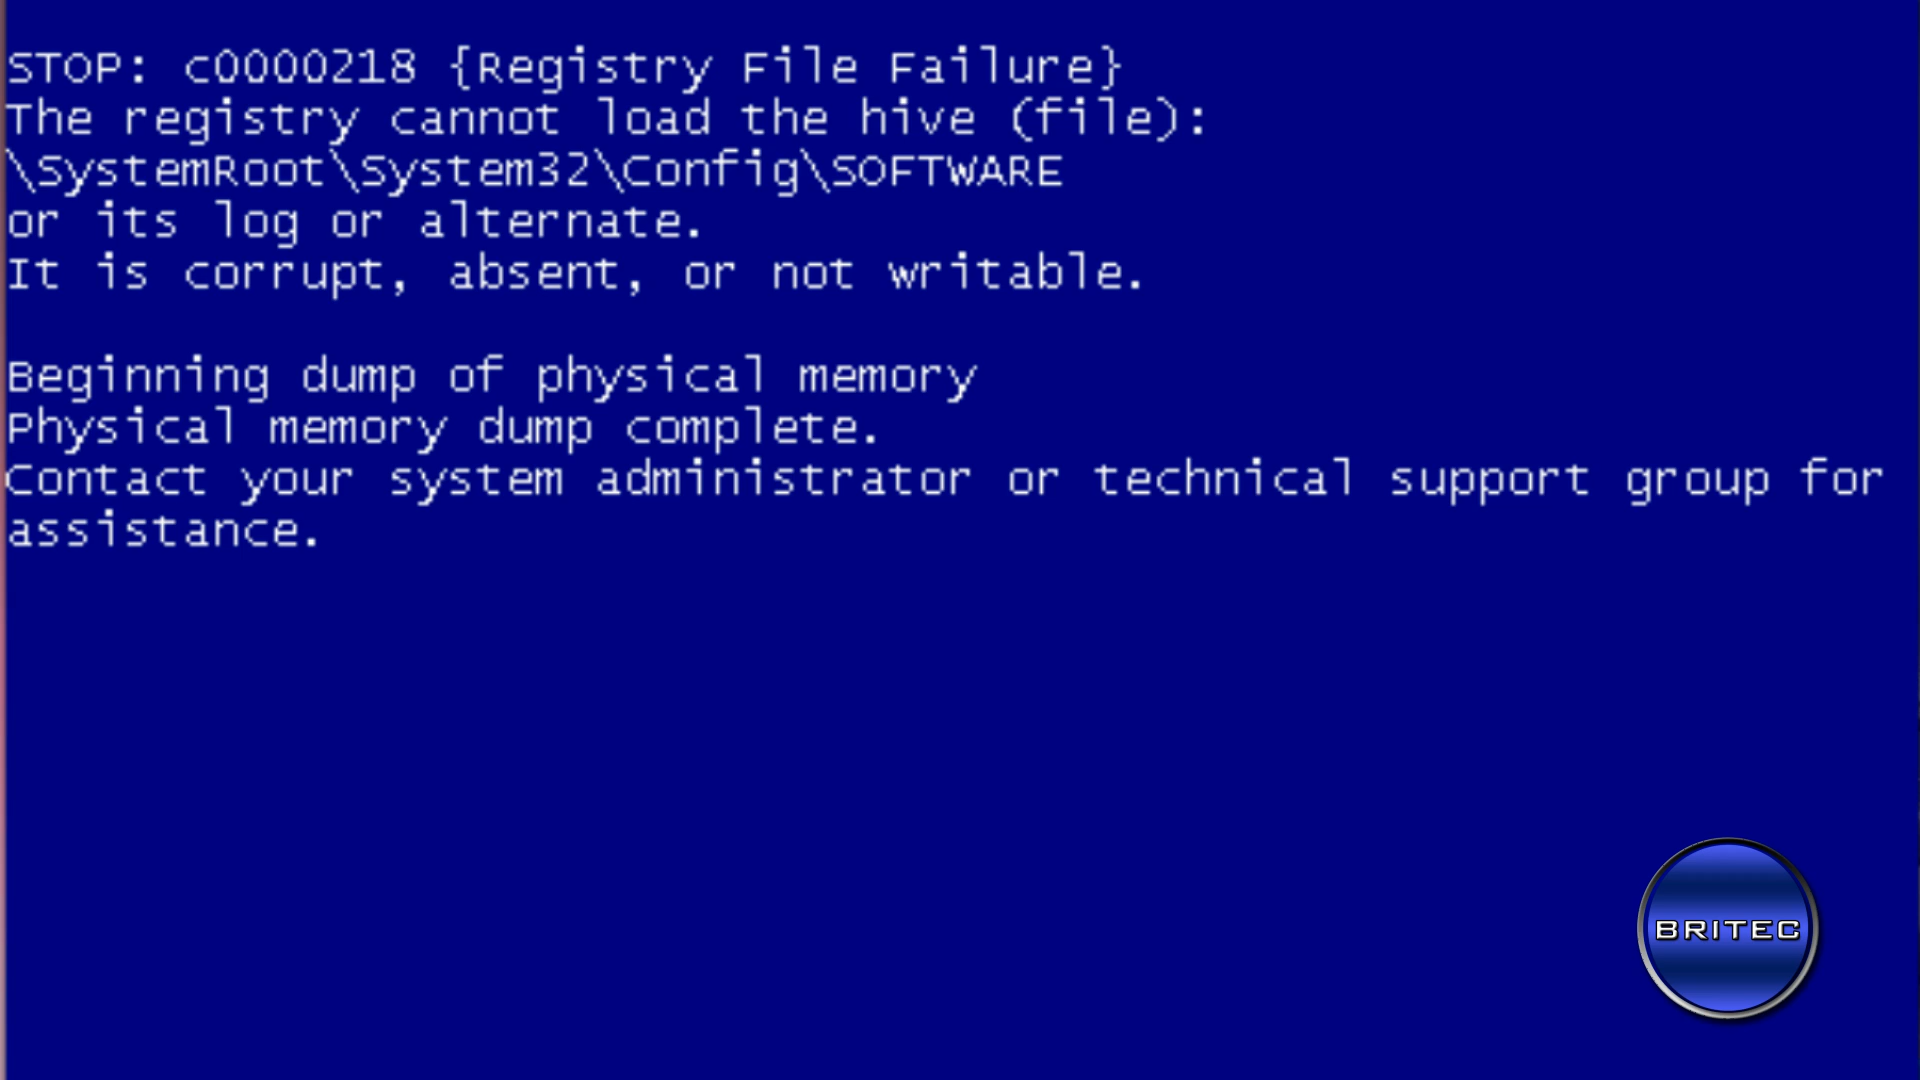 STOP: c0000218 {Registry File Failure}
The registry cannot load the hive (file):
\SystemRoot\System32\Config\SOFTWARE
or its log or alternate.
It is corrupt, absent, or not writable.
Beginning dump of physical memory
Physical memory dump complete.
Contact your system administrator or technical support group for
assistance.
BRITEC